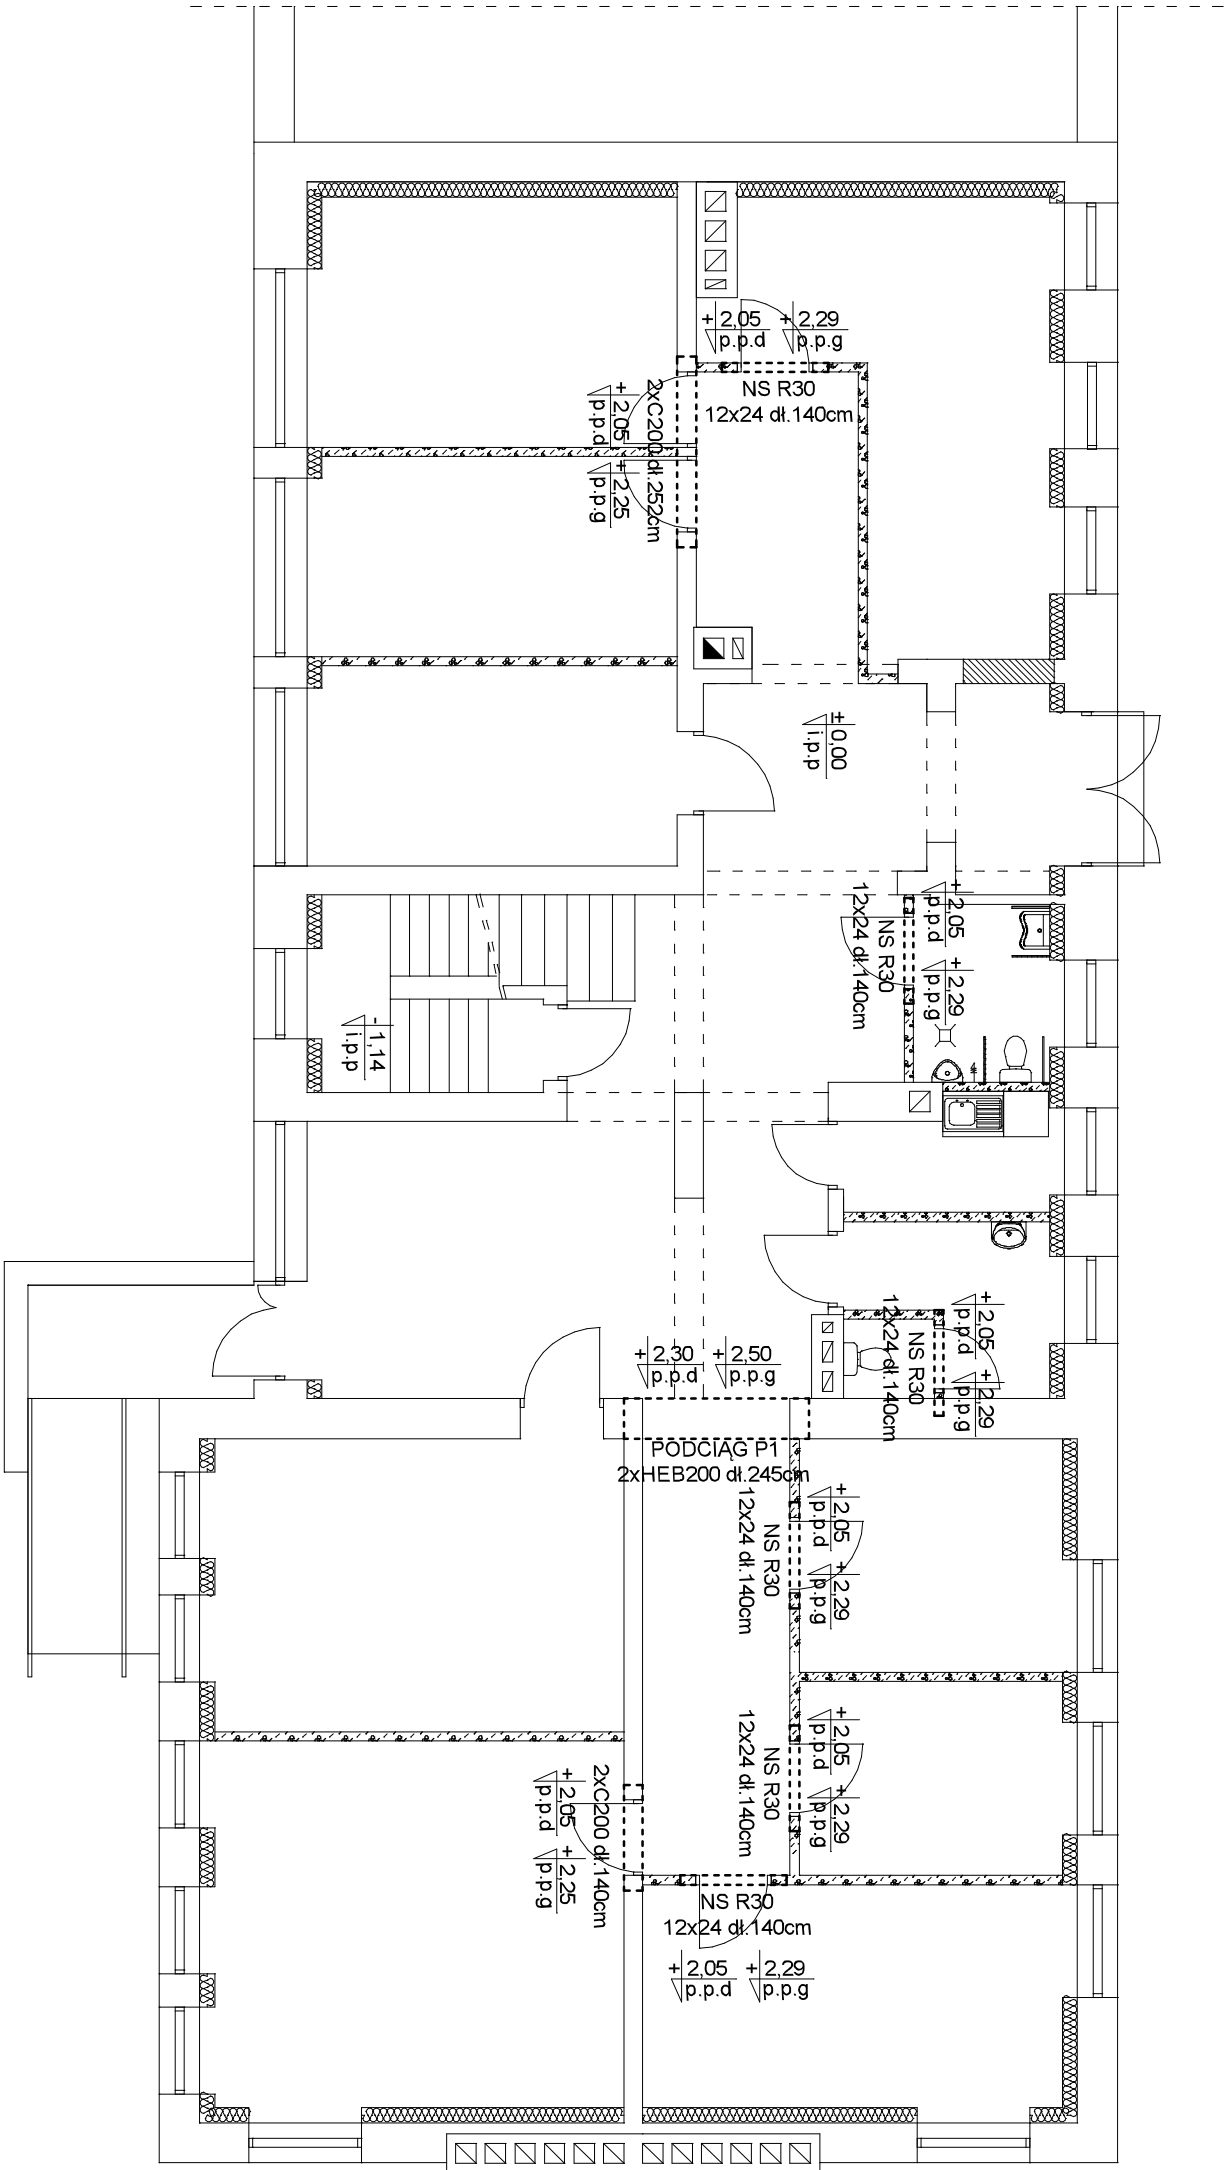 + 2,05
p.p.d
+ 2,29
p.p.g
NS R30
12x24 dł.140cm
2xC200 dł.252cm
+ 2,05
p.p.d
+ 2,25
p.p.g
±0,00
i.p.p
+ 2,05
p.p.d
+ 2,29
p.p.g
NS R30
12x24 dł.140cm
- 1,14
i.p.p
+ 2,05
p.p.d
+ 2,29
p.p.g
NS R30
12x24 dł.140cm
+ 2,30
p.p.d
+ 2,50
p.p.g
PODCIĄG P1
2xHEB200 dł.245cm
+ 2,05
p.p.d
+ 2,29
p.p.g
NS R30
12x24 dł.140cm
+ 2,05
p.p.d
+ 2,29
p.p.g
NS R30
12x24 dł.140cm
2xC200 dł.140cm
+ 2,05
p.p.d
+ 2,25
p.p.g
NS R30
12x24 dł.140cm
+ 2,05
p.p.d
+ 2,29
p.p.g